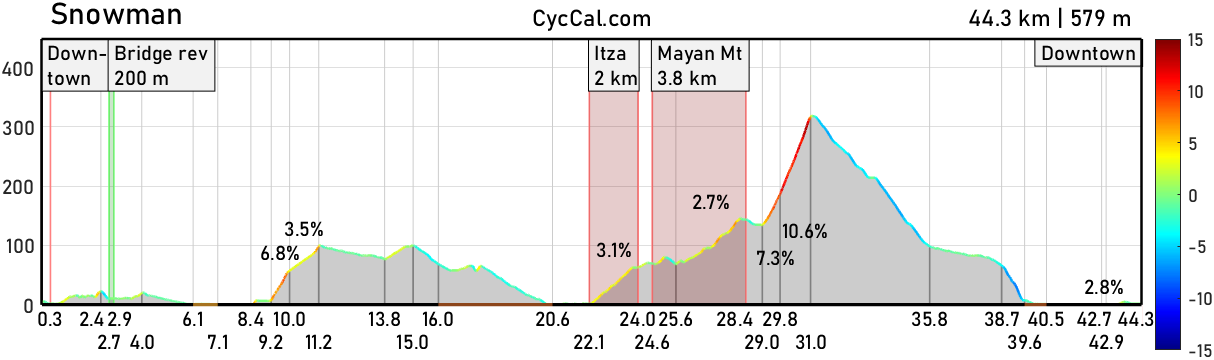 Snowman
CycCal.com
44.3 km | 579 m
Down-
town
Bridge rev
200 m
Itza
2 km
Mayan Mt
3.8 km
Downtown
400
300
200
100
0
6.8%
3.5%
3.1%
2.7%
7.3%
10.6%
2.8%
0.3 2.4 2.9 6.1 8.4 10.0 13.8 16.0 20.6 24.0 25.6 28.4 29.8 35.8 38.7 40.5 42.7 44.3
2.7 4.0 7.1 9.2 11.2 15.0 22.1 24.6 29.0 31.0 39.6 42.9
15
10
5
0
-5
-10
-15